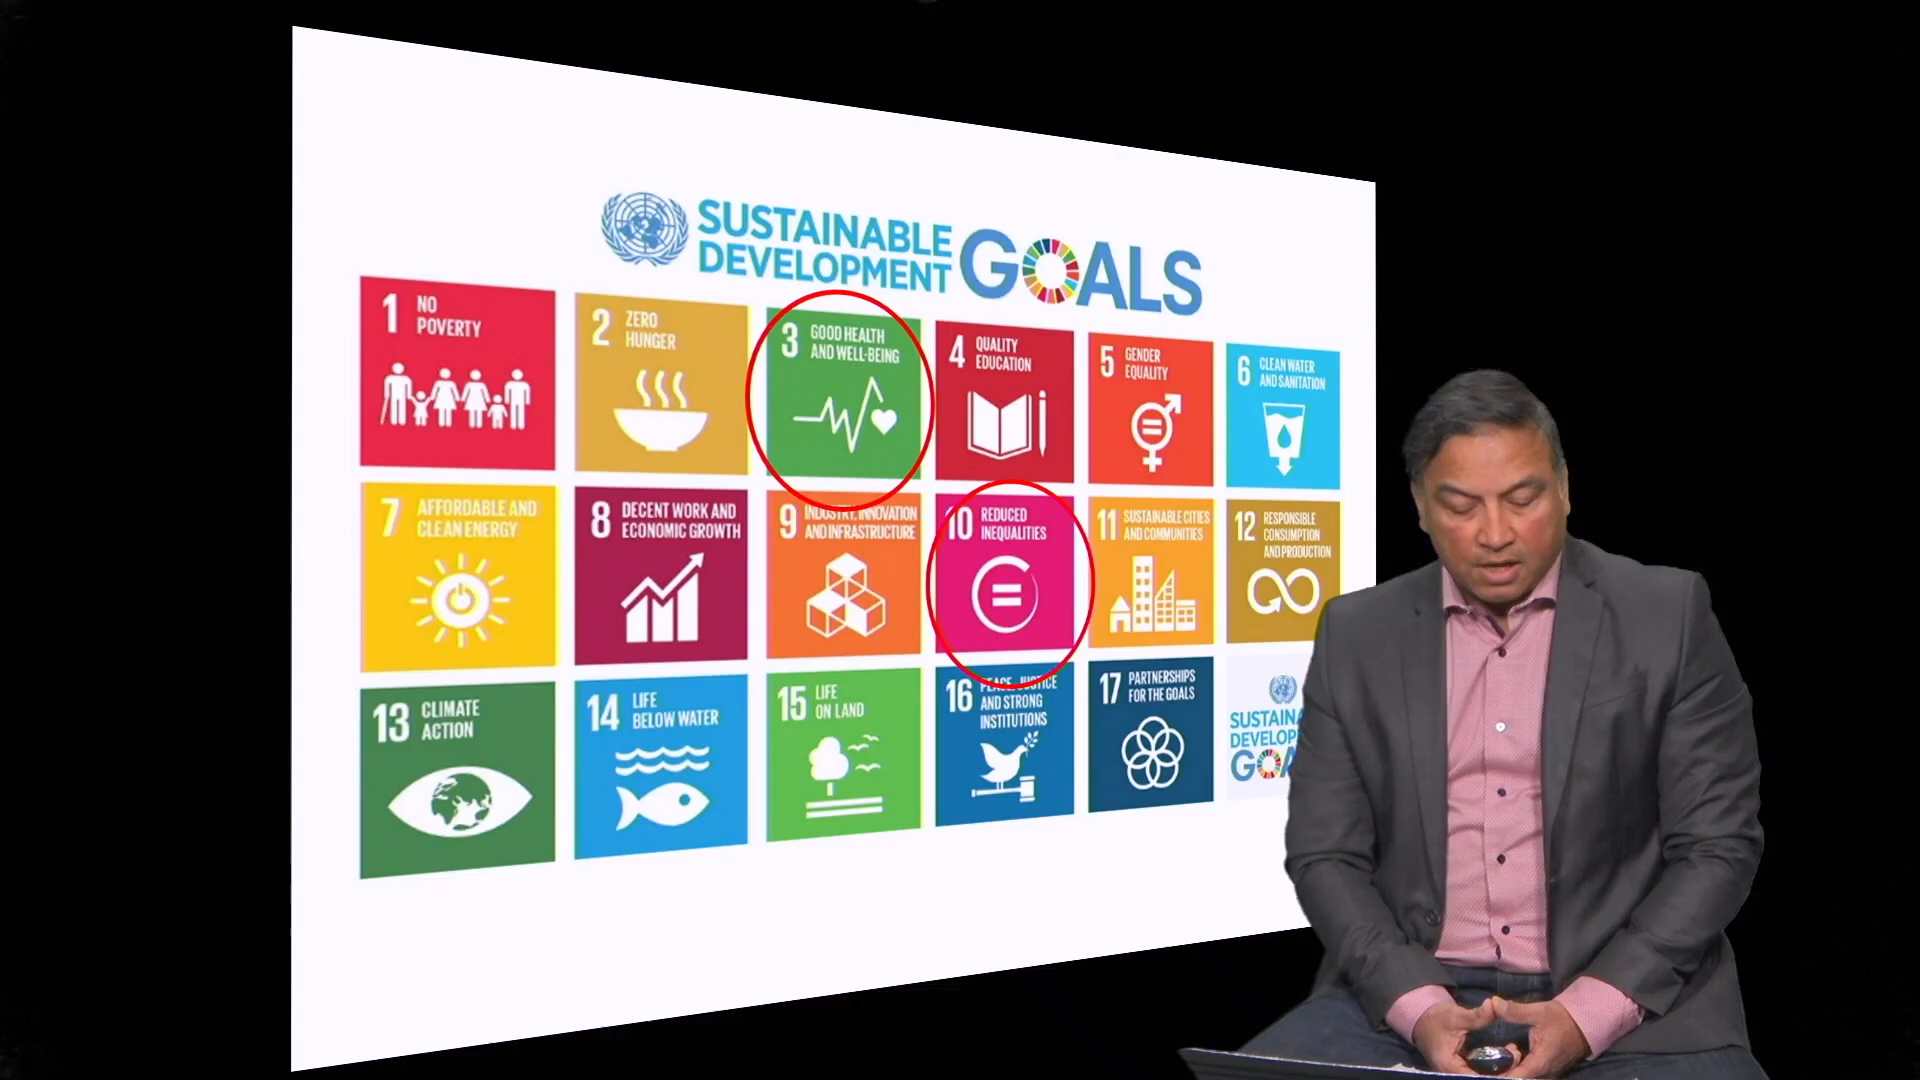 SUSTAINABLE
DEVELOPMENT
GOALS
1 NO
POVERTY
2 ZERO
HUNGER
3 GOOD HEALTH
AND WELL-BEING
4 QUALITY
EDUCATION
5 GENDER
EQUALITY
6 CLEAN WATER
AND SANITATION
7 AFFORDABLE AND
CLEAN ENERGY
8 DECENT WORK AND
ECONOMIC GROWTH
9 INDUSTRY, INNOVATION
AND INFRASTRUCTURE
10 REDUCED
INEQUALITIES
11 SUSTAINABLE CITIES
AND COMMUNITIES
12 RESPONSIBLE
CONSUMPTION
AND PRODUCTION
13 CLIMATE
ACTION
14 LIFE
BELOW WATER
15 LIFE
ON LAND
16 PEACE, JUSTICE
AND STRONG
INSTITUTIONS
17 PARTNERSHIPS
FOR THE GOALS